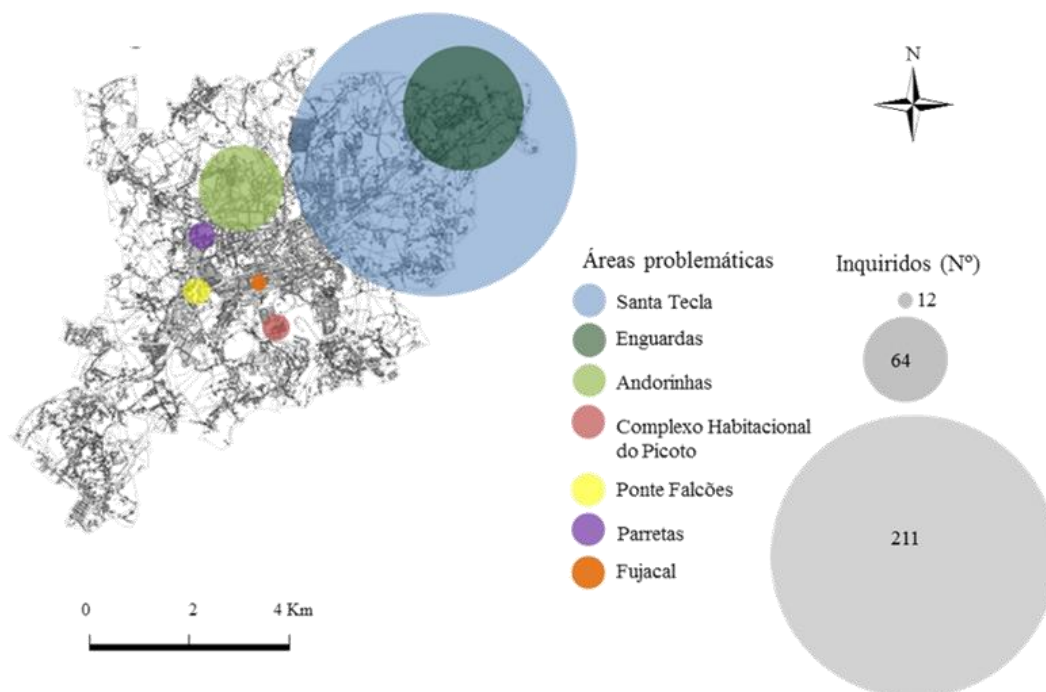 N
Áreas problemáticas
Santa Tecla
Enguardas
Andorinhas
Complexo Habitacional
do Picoto
Ponte Falcões
Parretas
Fujacal
Inquiridos (Nº)
12
64
211
0 2 4 Km